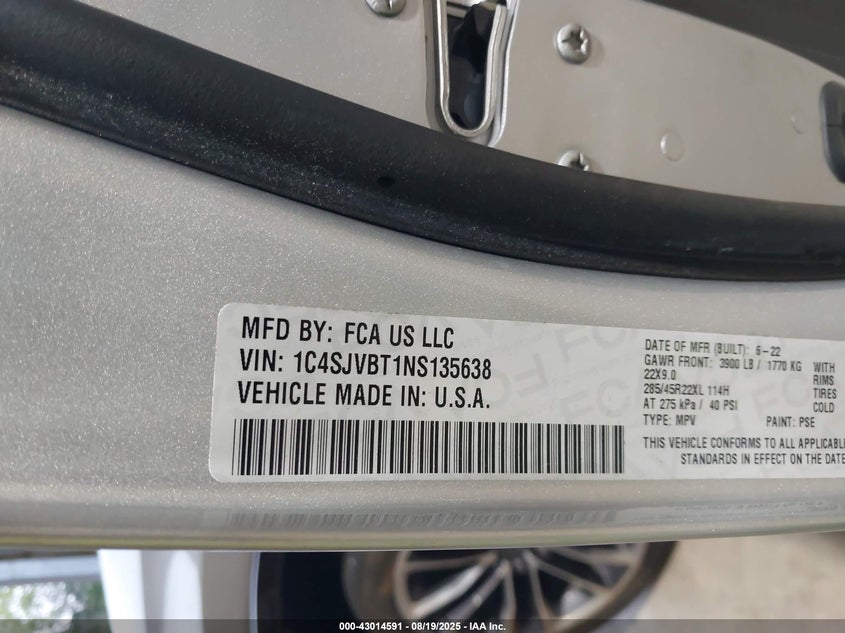 MFD BY: FCA US LLC
VIN: 1C4SJVBT1NS135638
VEHICLE MADE IN: U.S.A.
DATE OF MFR (BUILT): 6-22
GAWR FRONT: 3900 LB / 1770 KG WITH
22X9.0 RIMS
285/45R22XL 114H TIRES
AT 275 kPa / 40 PSI COLD
TYPE: MPV PAINT: PSE
THIS VEHICLE CONFORMS TO ALL APPLICABLE
STANDARDS IN EFFECT ON THE DATE
000-43014591 - 08/19/2025 - IAA Inc.